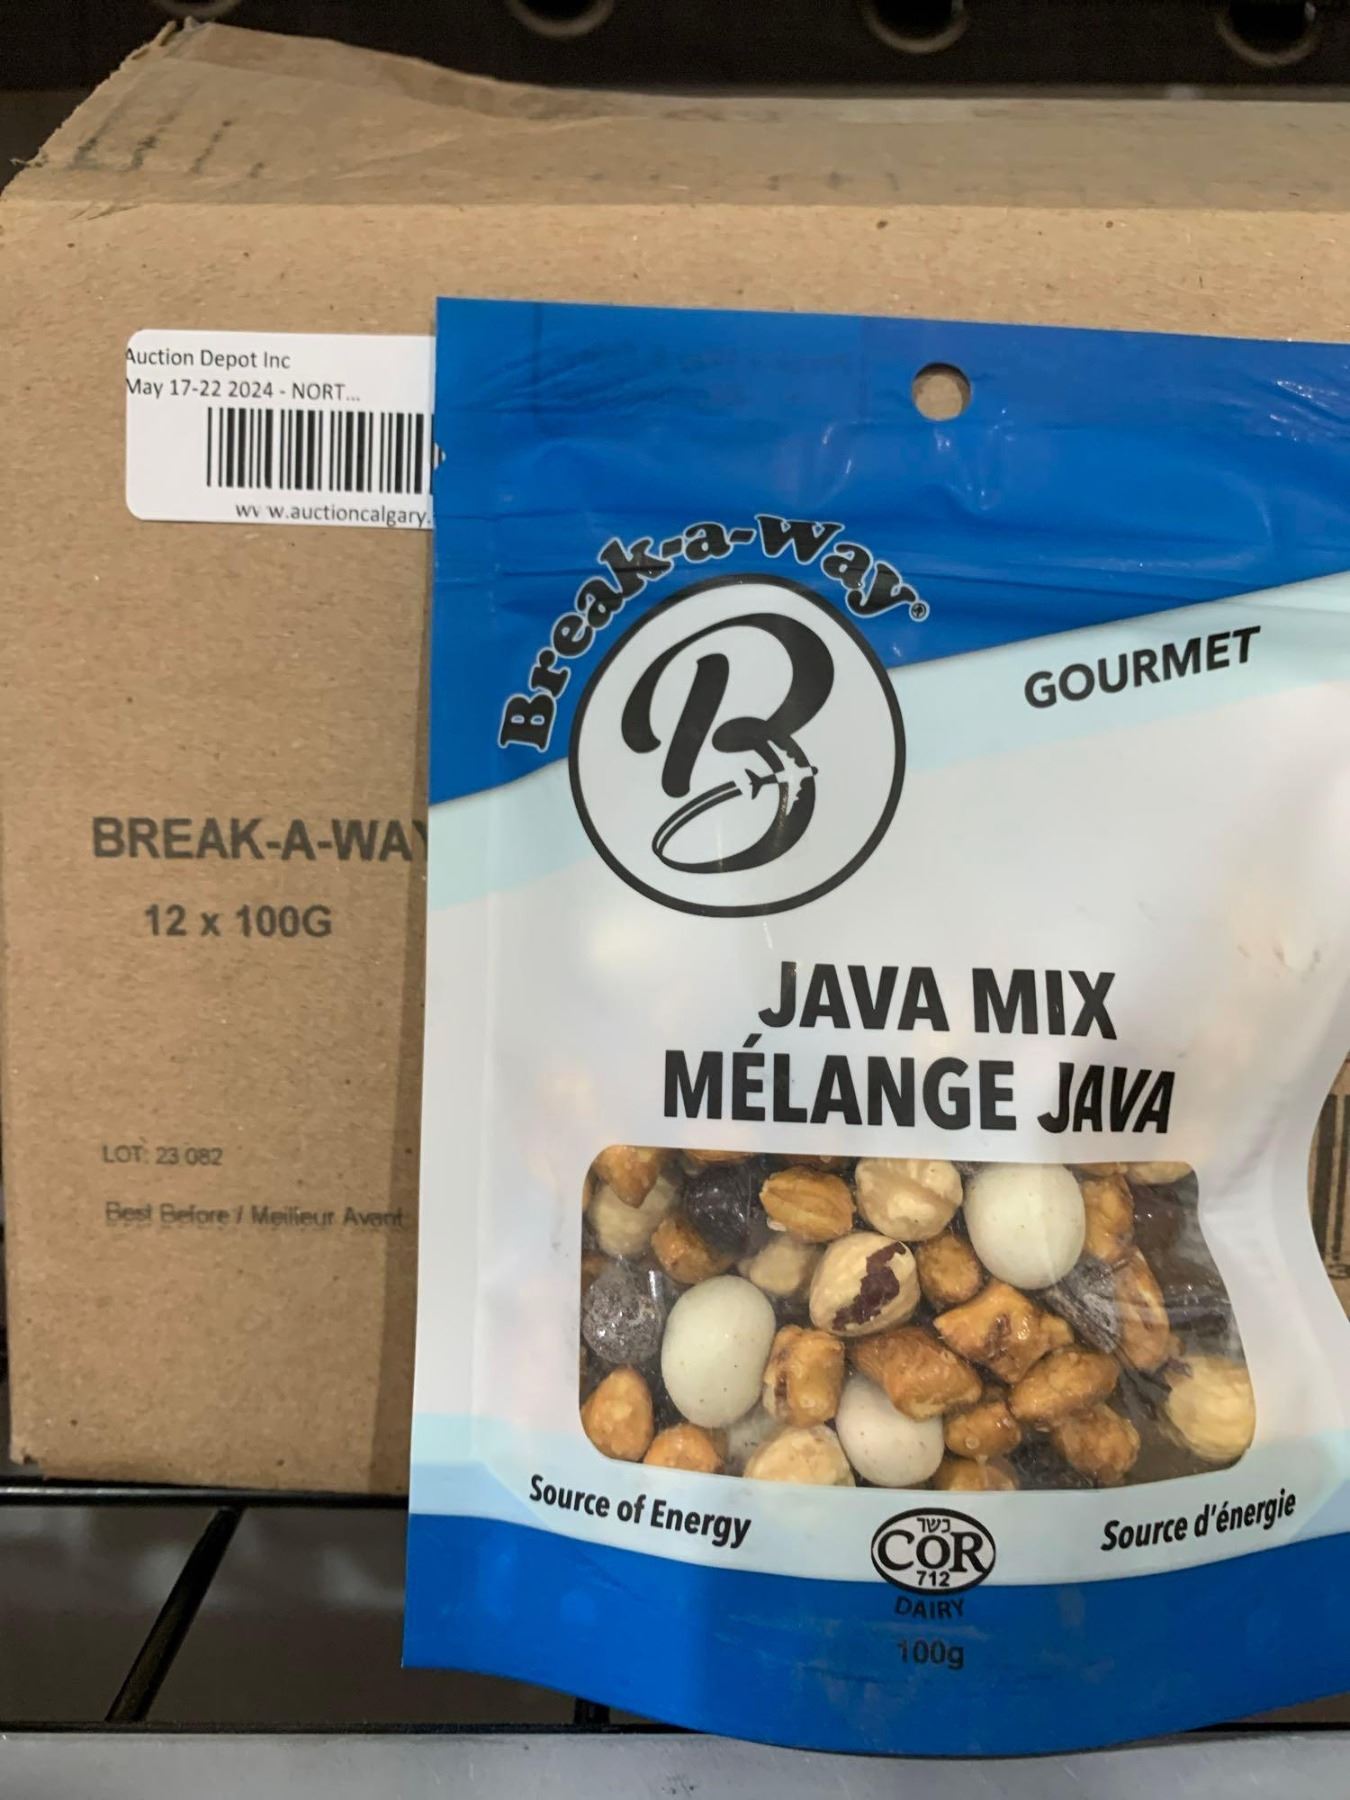 Auction Depot Inc
May 17-22 2024 - NORT...
www.auctioncalgary.
BREAK-A-WAY
12 x 100G
LOT: 23 082
Best Before / Meilleur Avant
Break-a-Way®
B
GOURMET
JAVA MIX
MÉLANGE JAVA
Source of Energy
Source d'énergie
כשר
COR
712
DAIRY
100g